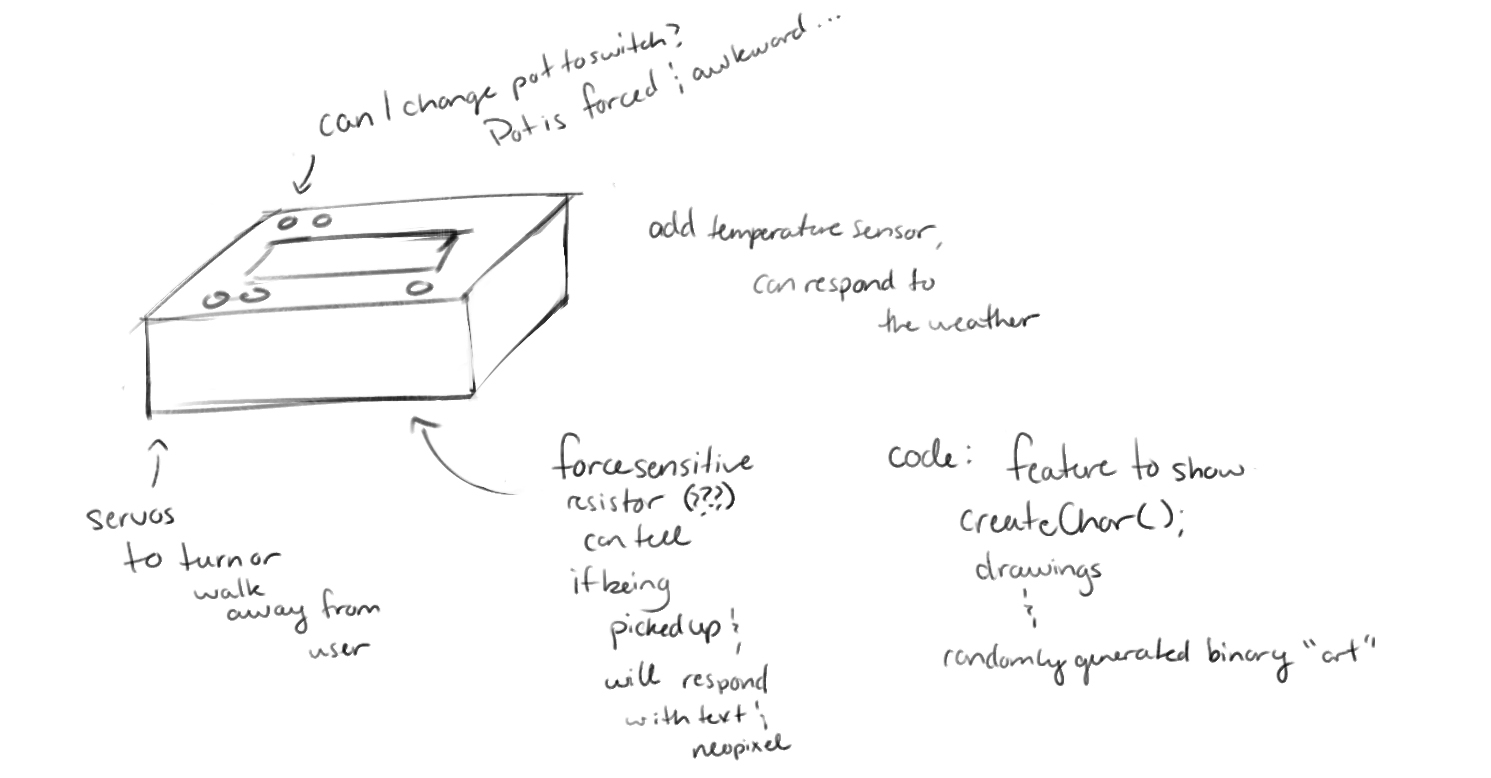 can I change pot to switch?
Pot is forced & awkward...
add temperature sensor,
can respond to
the weather
servos
to turn or
walk
away from
user
force sensitive
resistor (???)
can tell
if being
picked up &
will respond
with text &
neopixel
code: feature to show
createChar();
drawings
&
randomly generated binary "art"